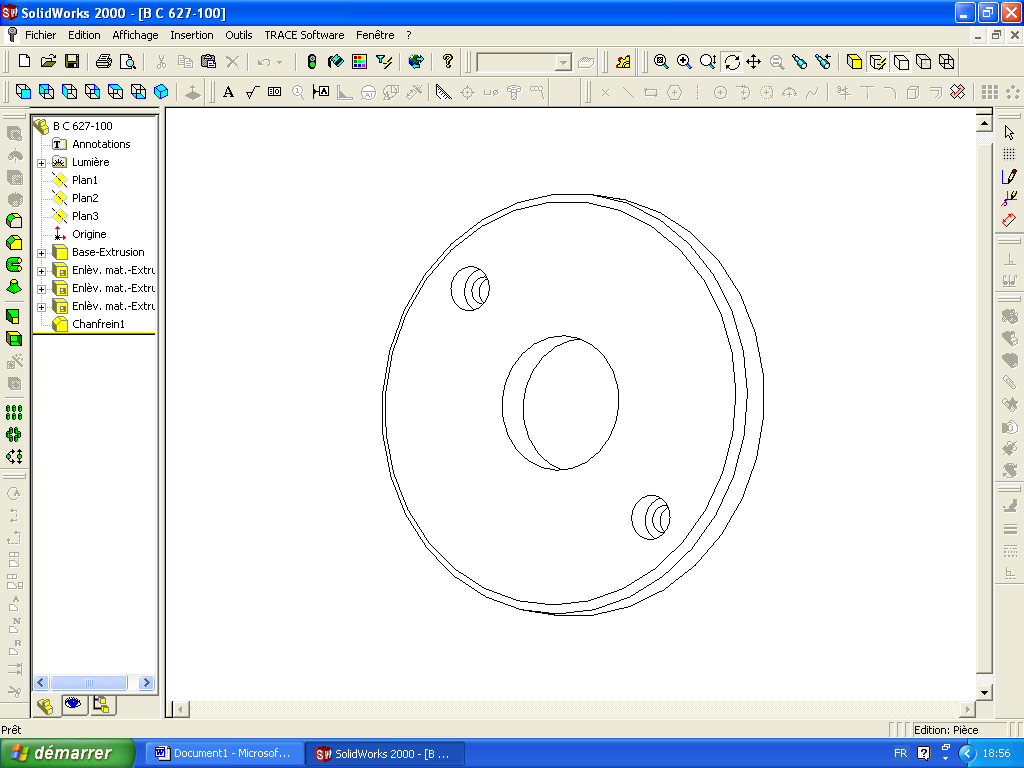 SolidWorks 2000 - [B C 627-100]
Fichier Edition Affichage Insertion Outils TRACE Software Fenêtre ?
B C 627-100
Annotations
Lumière
Plan1
Plan2
Plan3
Origine
Base-Extrusion
Enlèv. mat.-Extru
Enlèv. mat.-Extru
Enlèv. mat.-Extru
Chanfrein1
Prêt
Edition: Pièce
démarrer
Document1 - Microsof...
SolidWorks 2000 - [B ...
FR
18:56